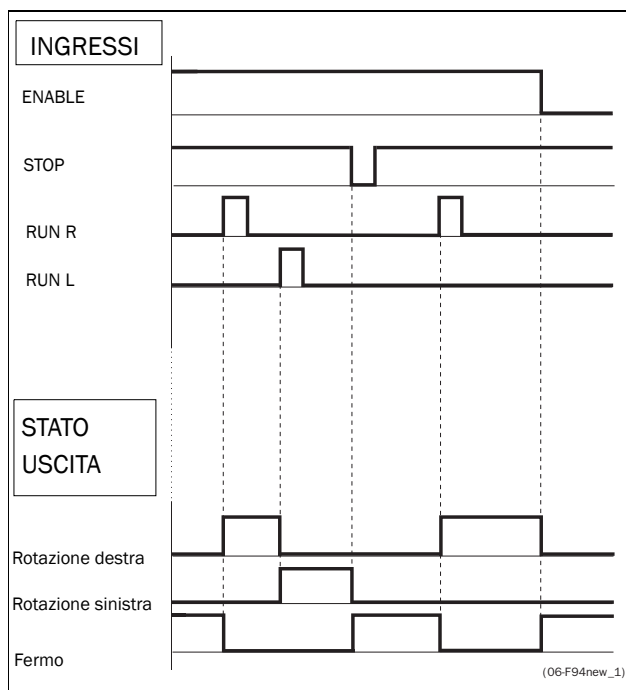 INGRESSI
ENABLE
STOP
RUN R
RUN L
STATO
USCITA
Rotazione destra
Rotazione sinistra
Fermo
(06-F94new_1)